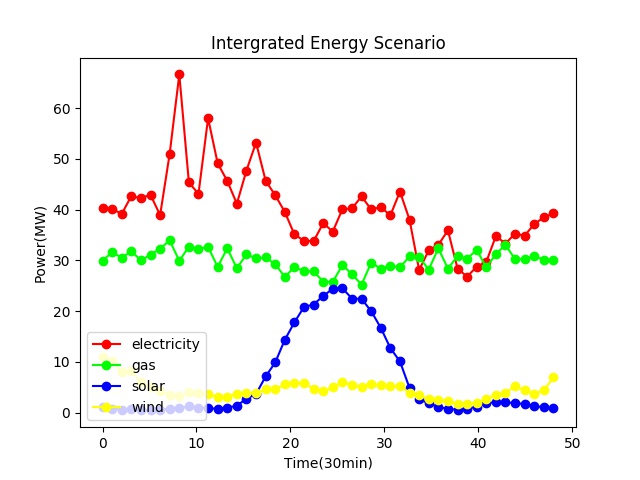 Intergrated Energy Scenario
Power(MW)
60
50
40
30
20
10
0
electricity
gas
solar
wind
0 10 20 30 40 50
Time(30min)